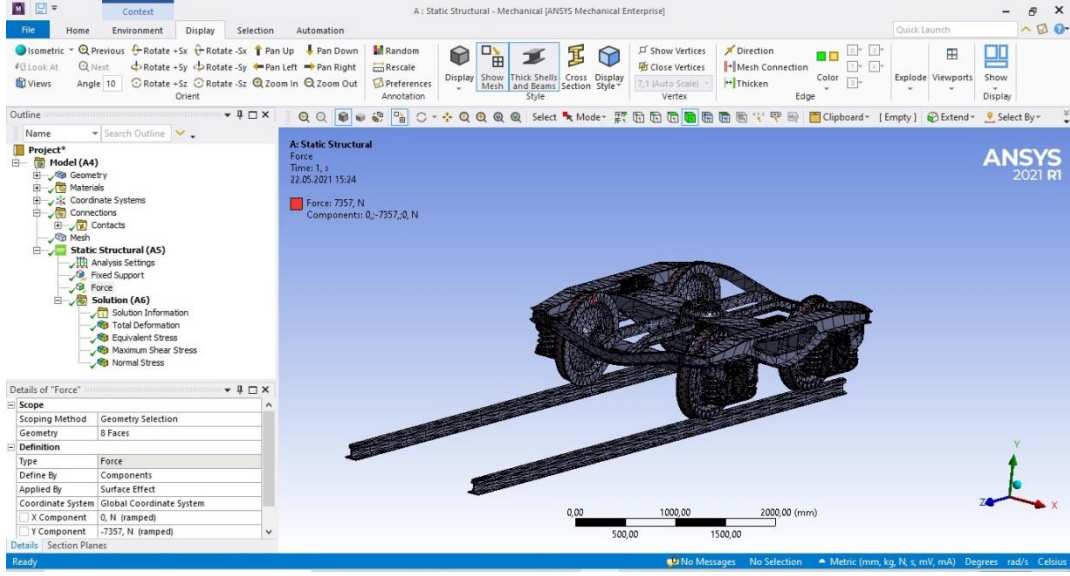 Context
A : Static Structural - Mechanical [ANSYS Mechanical Enterprise]
File Home Environment Display Selection Automation
Quick Launch
Isometric Previous Rotate +Sx Rotate -Sx Pan Up Pan Down Random
Look At Next Rotate +Sy Rotate -Sy Pan Left Pan Right Rescale
Views Angle 10 Rotate +Sz Rotate -Sz Zoom In Zoom Out Preferences
Orient Annotation
Display Show Mesh Thick Shells and Beams Cross Section Display Style
Style
Show Vertices
Close Vertices
7,1 (Auto Scale)
Vertex
Direction
Mesh Connection
Thicken
Color
Edge
Explode Viewports Show
Display
Outline
Name Search Outline
Select Mode Clipboard [ Empty ] Extend Select By
Project*
Model (A4)
Geometry
Materials
Coordinate Systems
Connections
Contacts
Mesh
Static Structural (A5)
Analysis Settings
Fixed Support
Force
Solution (A6)
Solution Information
Total Deformation
Equivalent Stress
Maximum Shear Stress
Normal Stress
Details of "Force"
Scope
Scoping Method Geometry Selection
Geometry 8 Faces
Definition
Type Force
Define By Components
Applied By Surface Effect
Coordinate System Global Coordinate System
X Component 0, N (ramped)
Y Component -7357, N (ramped)
Details Section Planes
A: Static Structural
Force
Time: 1, s
22.05.2021 15:24
Force: 7357, N
Components: 0,;-7357,;0, N
ANSYS
2021 R1
Y
Z X
0,00 1000,00 2000,00 (mm)
500,00 1500,00
Ready No Messages No Selection Metric (mm, kg, N, s, mV, mA) Degrees rad/s Celsius